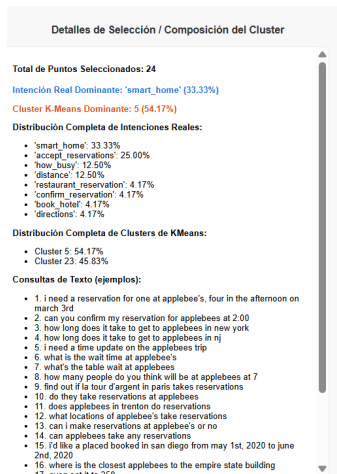 Detalles de Selección / Composición del Cluster
Total de Puntos Seleccionados: 24
Intención Real Dominante: 'smart_home' (33.33%)
Cluster K-Means Dominante: 5 (54.17%)
Distribución Completa de Intenciones Reales:
• 'smart_home': 33.33%
• 'accept_reservations': 25.00%
• 'how_busy': 12.50%
• 'distance': 12.50%
• 'restaurant_reservation': 4.17%
• 'confirm_reservation': 4.17%
• 'book_hotel': 4.17%
• 'directions': 4.17%
Distribución Completa de Clusters de KMeans:
• Cluster 5: 54.17%
• Cluster 23: 45.83%
Consultas de Texto (ejemplos):
• 1. i need a reservation for one at applebee's, four in the afternoon on
march 3rd
• 2. can you confirm my reservation for applebees at 2:00
• 3. how long does it take to get to applebees in new york
• 4. how long does it take to get to applebees in nj
• 5. i need a time update on the applebees trip
• 6. what is the wait time at applebee's
• 7. what's the table wait at applebees
• 8. how many people do you think will be at applebees at 7
• 9. find out if la tour d'argent in paris takes reservations
• 10. do they take reservations at applebees
• 11. does applebees in trenton do reservations
• 12. what locations of applebee's take reservations
• 13. can i make reservations at applebee's or no
• 14. can applebees take any reservations
• 15. i'd like a placed booked in san diego from may 1st, 2020 to june
2nd, 2020
• 16. where is the closest applebees to the empire state building